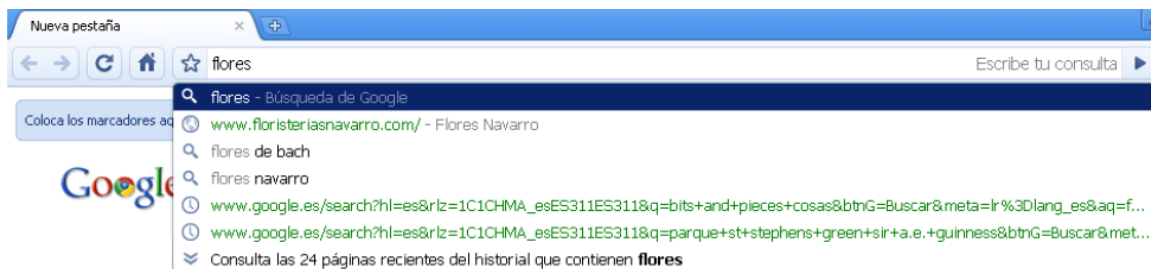 Nueva pestaña
flores Escribe tu consulta
flores - Búsqueda de Google
Coloca los marcadores aq
www.floristeriasnavarro.com/ - Flores Navarro
flores de bach
Google
flores navarro
www.google.es/search?hl=es&rlz=1C1CHMA_esES311ES311&q=bits+and+pieces+cosas&btnG=Buscar&meta=lr%3Dlang_es&aq=f...
www.google.es/search?hl=es&rlz=1C1CHMA_esES311ES311&q=parque+st+stephens+green+sir+a.e.+guinness&btnG=Buscar&met...
Consulta las 24 páginas recientes del historial que contienen flores